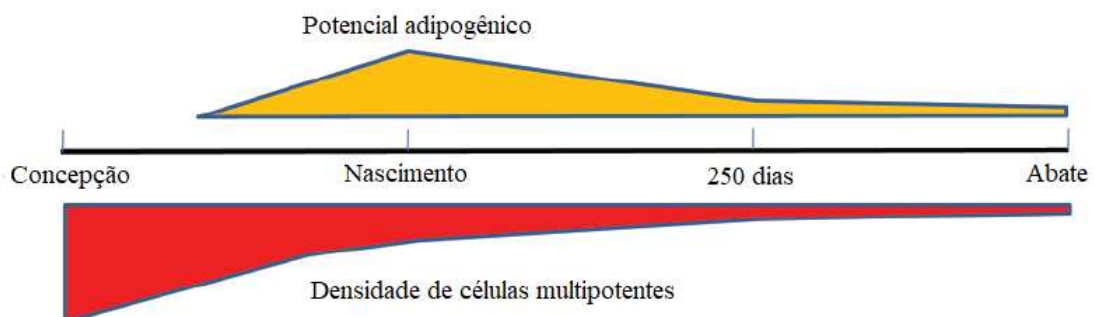 Potencial adipogênico
Concepção Nascimento 250 dias Abate
Densidade de células multipotentes